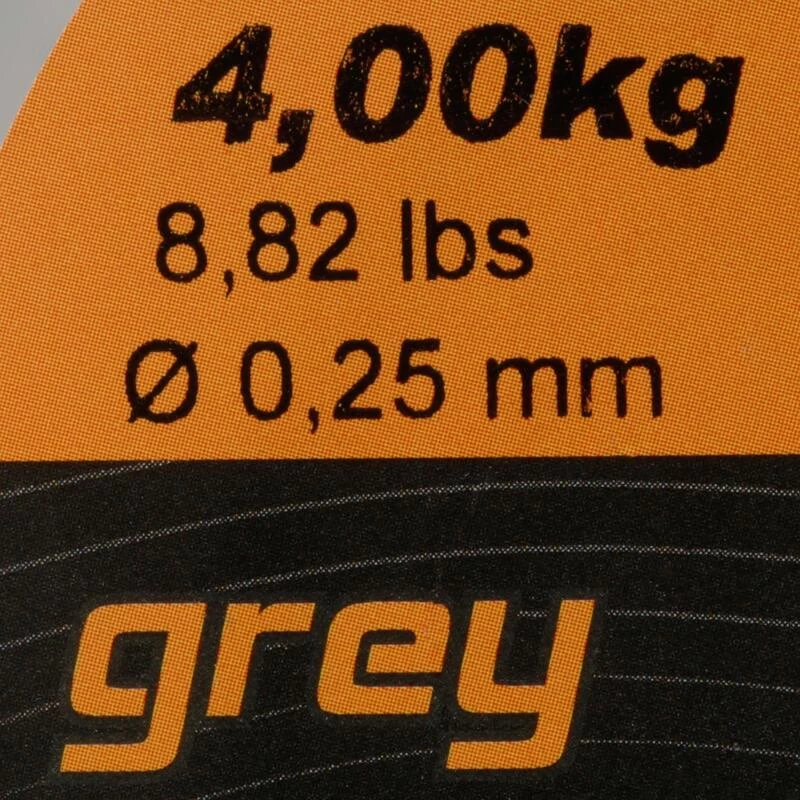 4,00kg
8,82 lbs
Ø 0,25 mm
grey